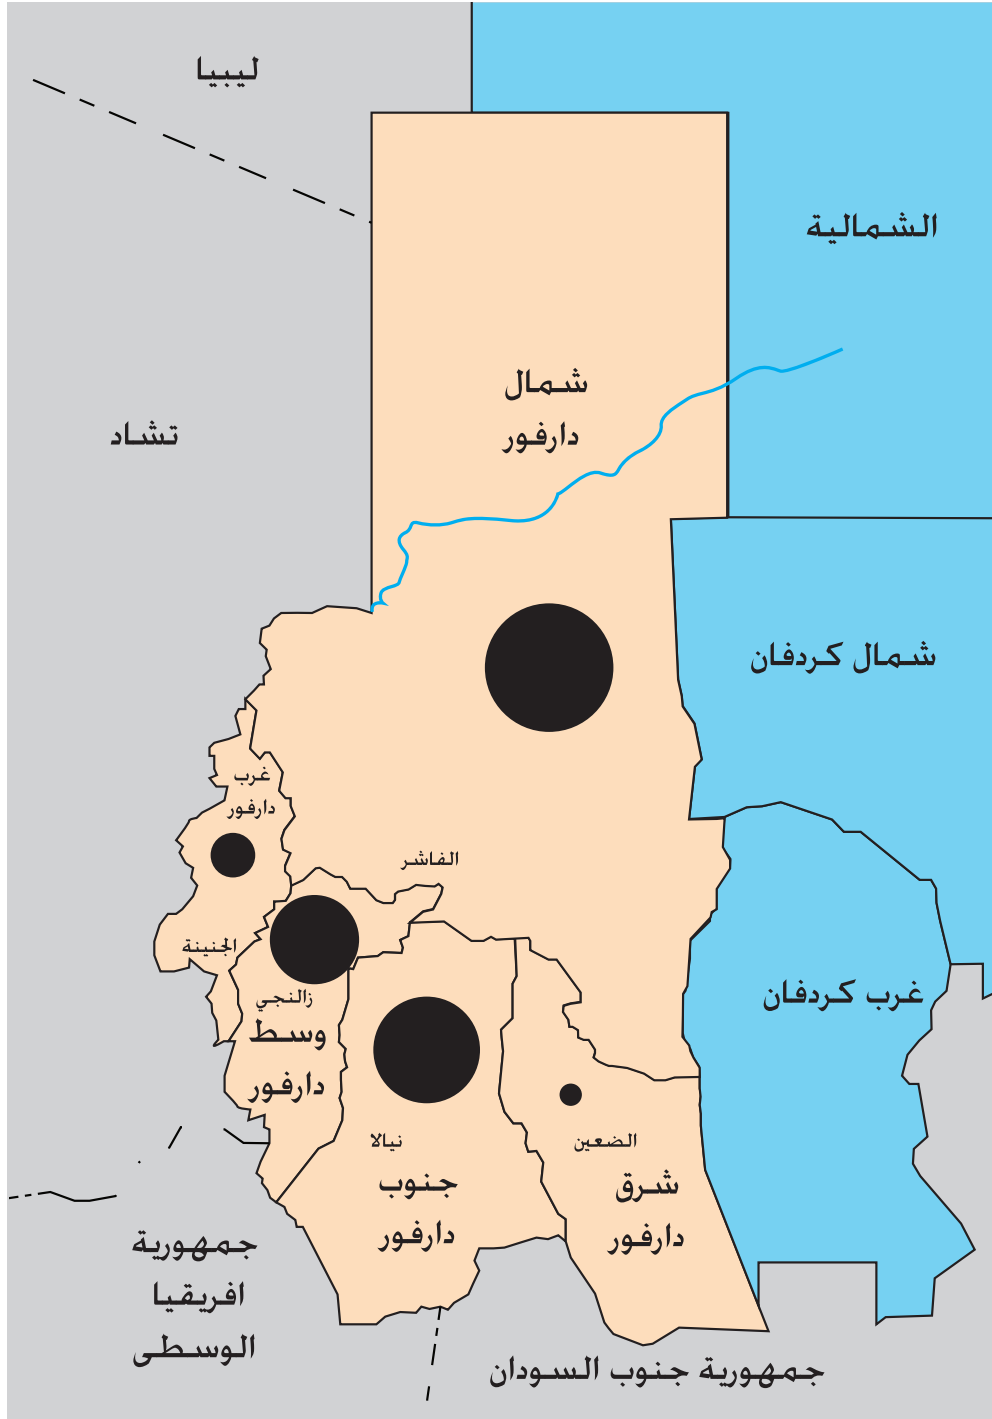 ليبيا
الشمالية
شمال
دارفور
تشاد
شمال كردفان
غرب
دارفور
الفاشر
الجنينة
زالنجي
وسط
دارفور
غرب كردفان
نيالا
جنوب
دارفور
الضعين
شرق
دارفور
جمهورية
افريقيا
الوسطى
جمهورية جنوب السودان